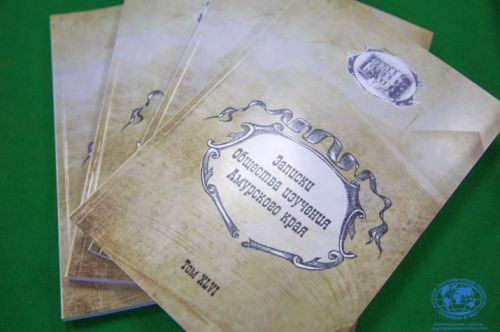 Записки
Общества изучения
Амурского края
Том XLVI